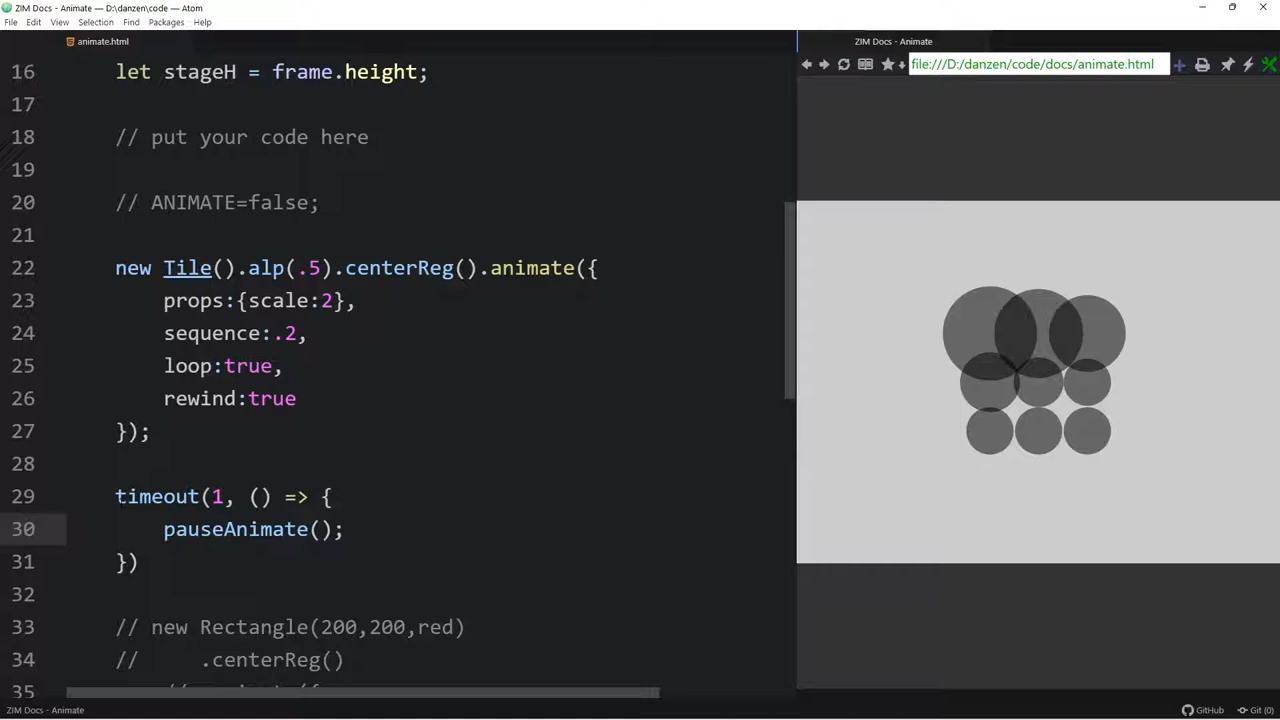 ZIM Docs - Animate — D:\danzen\code — Atom
File Edit View Selection Find Packages Help
animate.html
ZIM Docs - Animate
file:///D:/danzen/code/docs/animate.html
16 let stageH = frame.height;
17
18 // put your code here
19
20 // ANIMATE=false;
21
22 new Tile().alp(.5).centerReg().animate({
23 props:{scale:2},
24 sequence:.2,
25 loop:true,
26 rewind:true
27 });
28
29 timeout(1, () => {
30 pauseAnimate();
31 })
32
33 // new Rectangle(200,200,red)
34 // .centerReg()
35
ZIM Docs - Animate
GitHub Git (0)